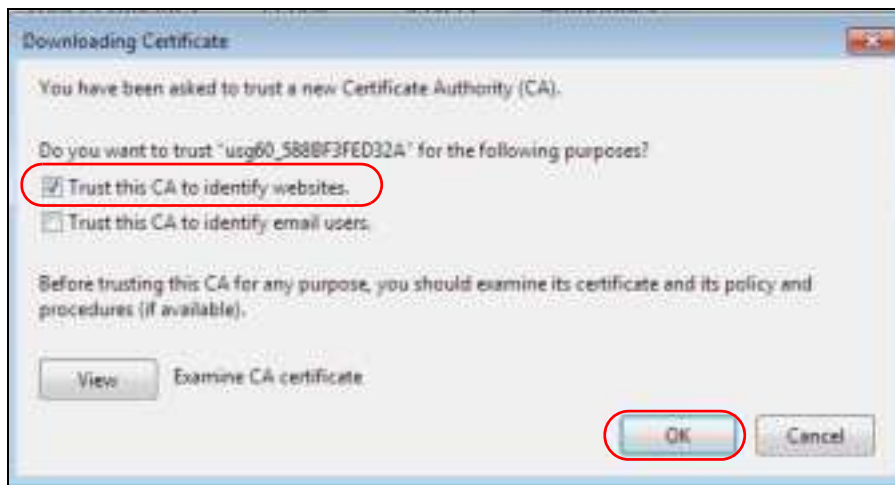 Downloading Certificate
You have been asked to trust a new Certificate Authority (CA).
Do you want to trust "usg60_588BF3FED32A" for the following purposes?
Trust this CA to identify websites.
Trust this CA to identify email users.
Before trusting this CA for any purpose, you should examine its certificate and its policy and
procedures (if available).
View Examine CA certificate
OK Cancel